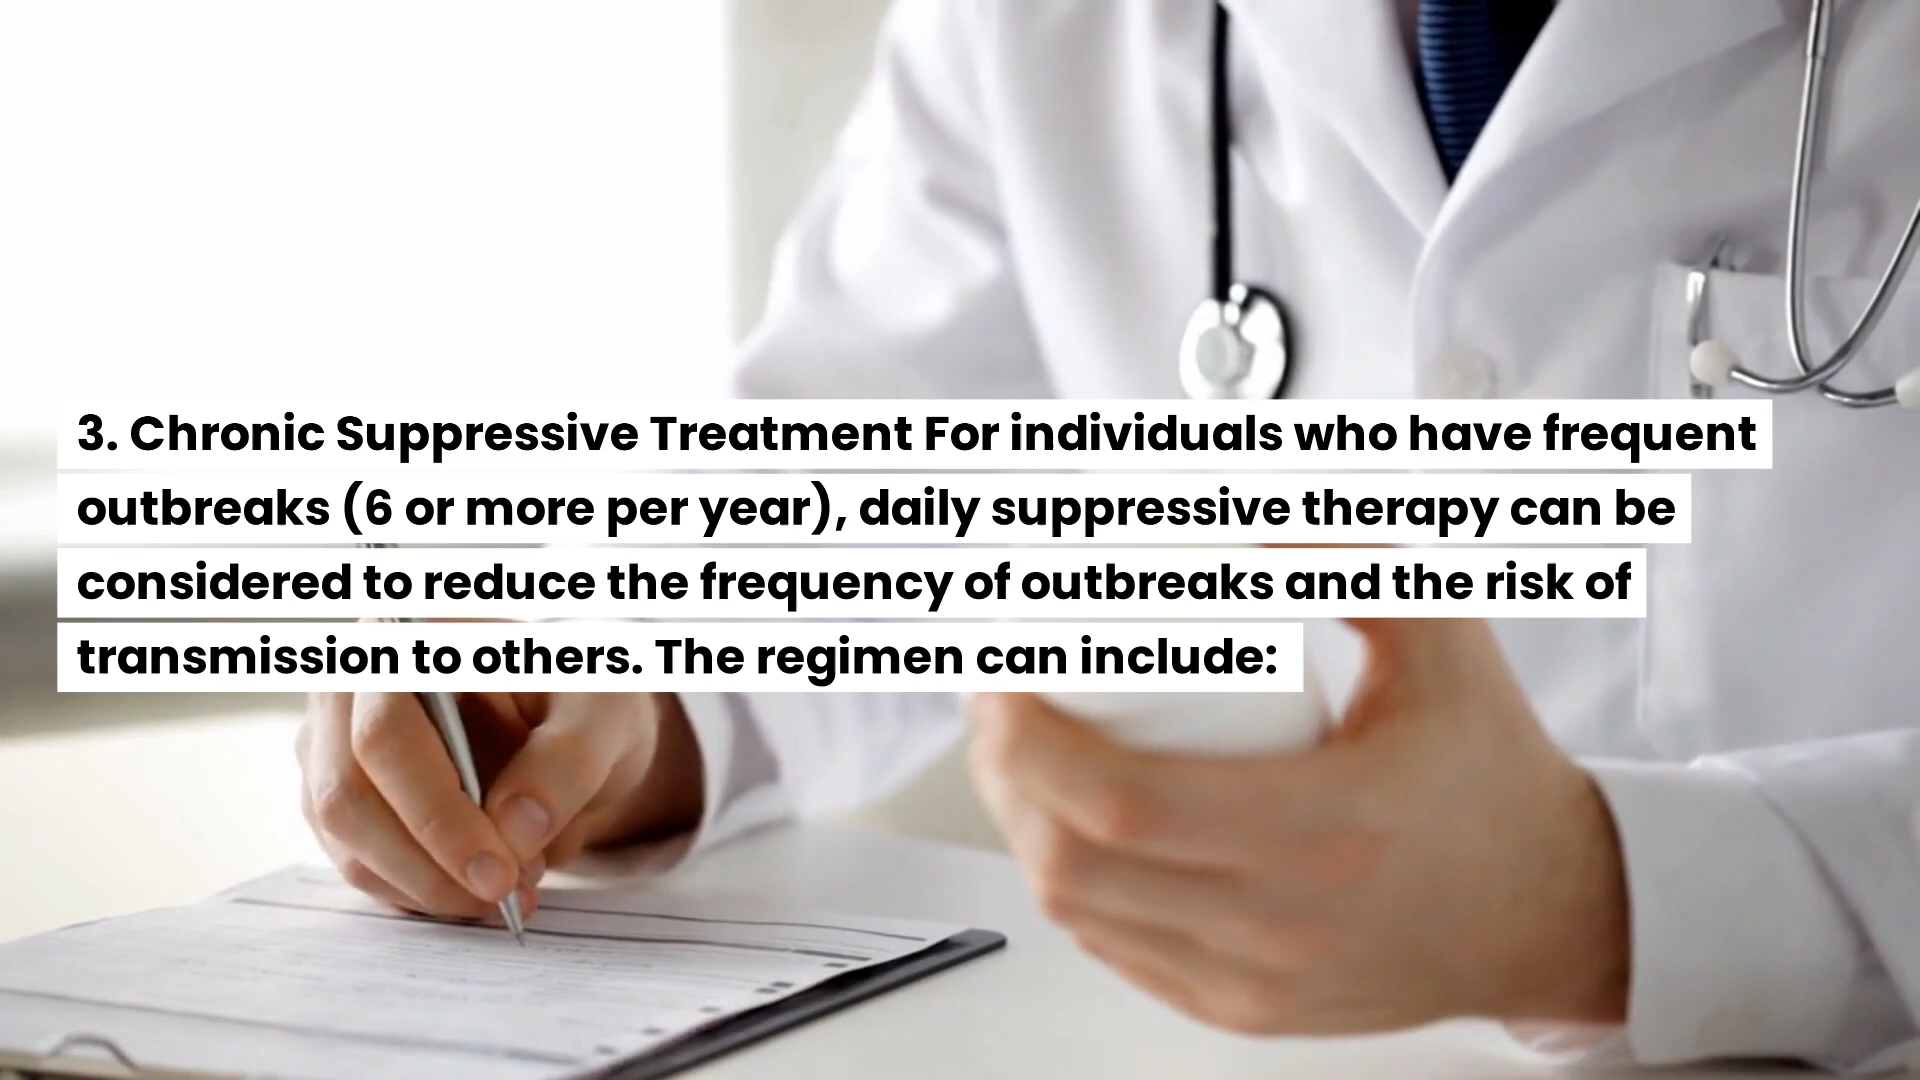 3. Chronic Suppressive Treatment For individuals who have frequent
outbreaks (6 or more per year), daily suppressive therapy can be
considered to reduce the frequency of outbreaks and the risk of
transmission to others. The regimen can include: